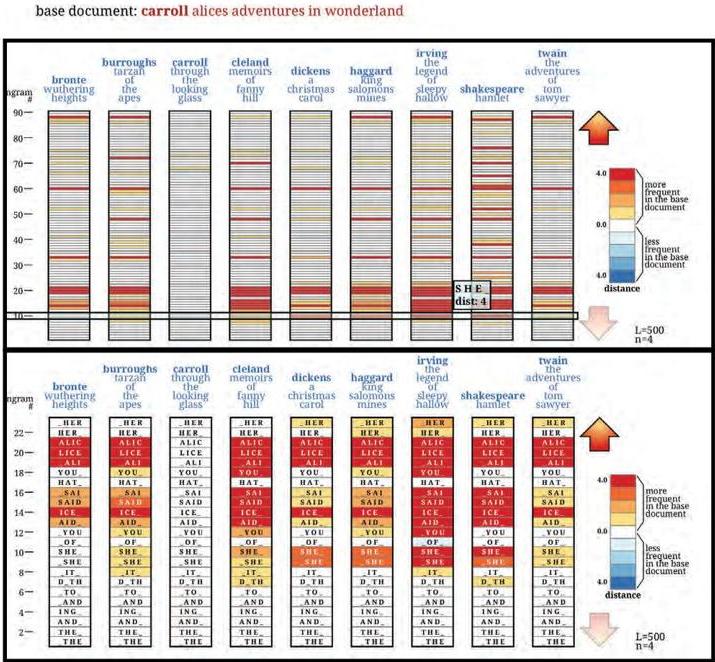 base document: carroll alices adventures in wonderland
ngram
#
bronte
wuthering
heights
burroughs
tarzan
of
the
apes
carroll
through
the
looking
glass
cleland
memoirs
of
fanny
hill
dickens
a
christmas
carol
haggard
king
salomons
mines
irving
the
legend
of
sleepy
hallow
shakespeare
hamlet
twain
the
adventures
of
tom
sawyer
90
80
70
60
50
40
30
20
10
SHE_
dist: 4
4.0
0.0
4.0
more
frequent
in the base
document
less
frequent
in the base
document
distance
L=500
n=4
ngram
#
bronte
wuthering
heights
burroughs
tarzan
of
the
apes
carroll
through
the
looking
glass
cleland
memoirs
of
fanny
hill
dickens
a
christmas
carol
haggard
king
salomons
mines
irving
the
legend
of
sleepy
hallow
shakespeare
hamlet
twain
the
adventures
of
tom
sawyer
_HER _HER _HER _HER _HER _HER _HER _HER _HER
22 HER_ HER_ HER_ HER_ HER_ HER_ HER_ HER_ HER_
ALIC ALIC ALIC ALIC ALIC ALIC ALIC ALIC ALIC
20 LICE LICE LICE LICE LICE LICE LICE LICE LICE
_ALI _ALI _ALI _ALI _ALI _ALI _ALI _ALI _ALI
18 YOU_ YOU_ YOU_ YOU_ YOU_ YOU_ YOU_ YOU_ YOU_
HAT_ HAT_ HAT_ HAT_ HAT_ HAT_ HAT_ HAT_ HAT_
16 _SAI _SAI _SAI _SAI _SAI _SAI _SAI _SAI _SAI
SAID SAID SAID SAID SAID SAID SAID SAID SAID
14 ICE_ ICE_ ICE_ ICE_ ICE_ ICE_ ICE_ ICE_ ICE_
AID_ AID_ AID_ AID_ AID_ AID_ AID_ AID_ AID_
12 _YOU _YOU _YOU _YOU _YOU _YOU _YOU _YOU _YOU
_OF_ _OF_ _OF_ _OF_ _OF_ _OF_ _OF_ _OF_ _OF_
10 SHE_ SHE_ SHE_ SHE_ SHE_ SHE_ SHE_ SHE_ SHE_
_SHE _SHE _SHE _SHE _SHE _SHE _SHE _SHE _SHE
8 _IT_ _IT_ _IT_ _IT_ _IT_ _IT_ _IT_ _IT_ _IT_
D_TH D_TH D_TH D_TH D_TH D_TH D_TH D_TH D_TH
6 _TO_ _TO_ _TO_ _TO_ _TO_ _TO_ _TO_ _TO_ _TO_
_AND _AND _AND _AND _AND _AND _AND _AND _AND
4 ING_ ING_ ING_ ING_ ING_ ING_ ING_ ING_ ING_
AND_ AND_ AND_ AND_ AND_ AND_ AND_ AND_ AND_
2 THE_ THE_ THE_ THE_ THE_ THE_ THE_ THE_ THE_
_THE _THE _THE _THE _THE _THE _THE _THE _THE
4.0
0.0
4.0
more
frequent
in the base
document
less
frequent
in the base
document
distance
L=500
n=4